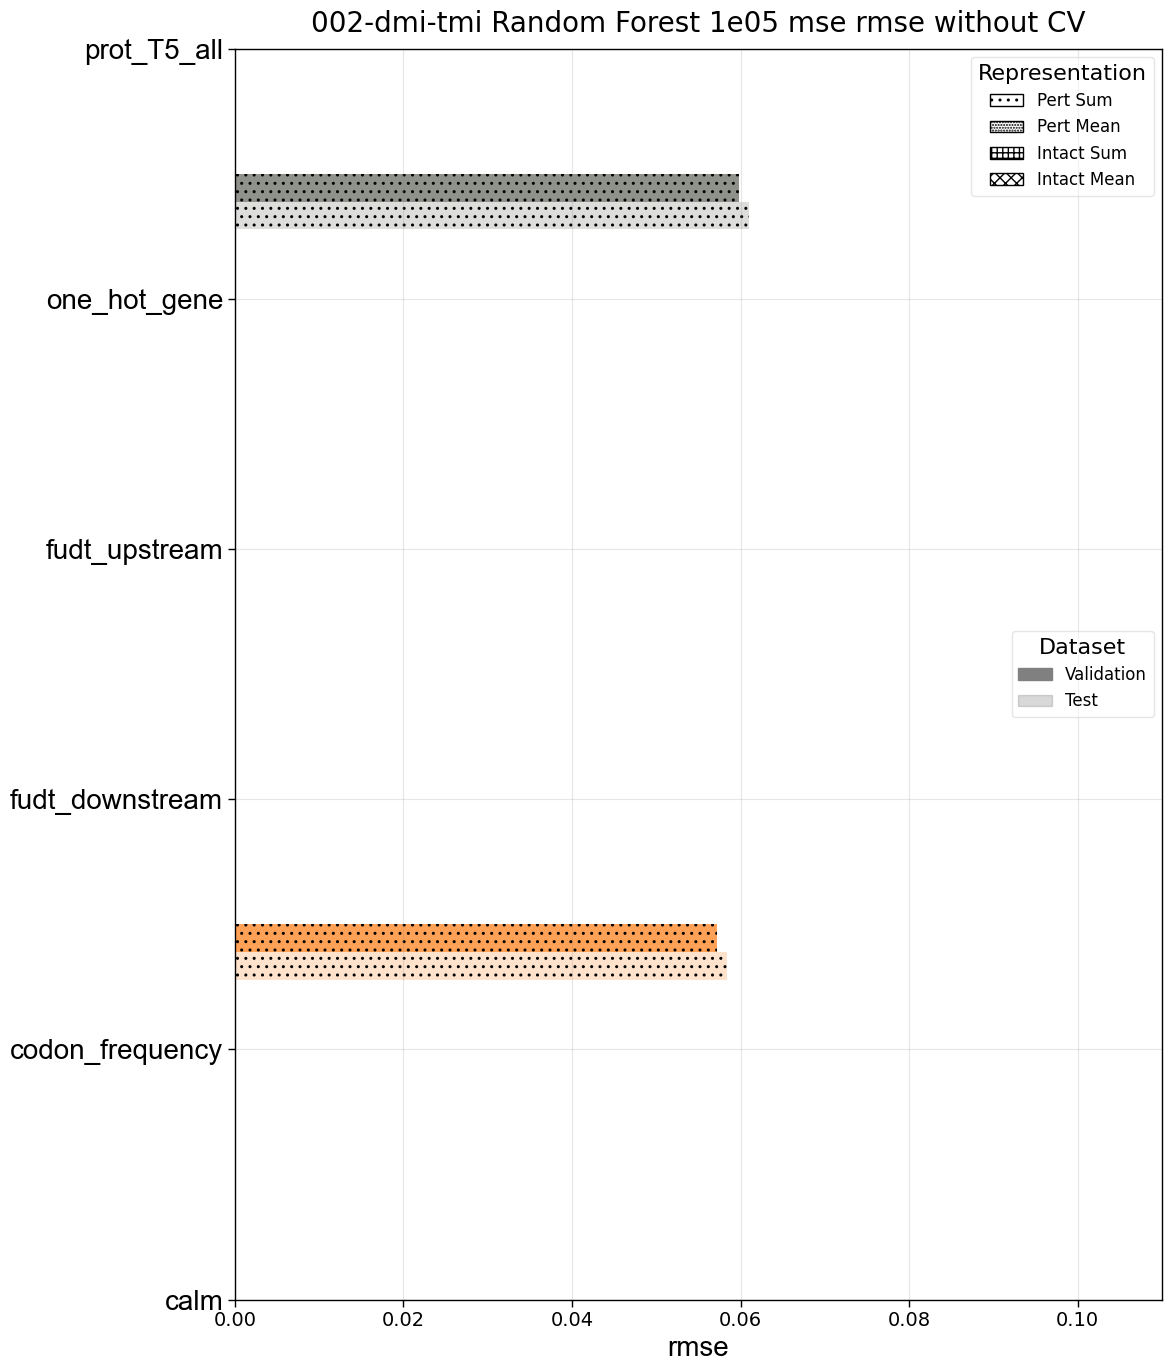 002-dmi-tmi Random Forest 1e05 mse rmse without CV
prot_T5_all
one_hot_gene
fudt_upstream
fudt_downstream
codon_frequency
calm
Representation
Pert Sum
Pert Mean
Intact Sum
Intact Mean
Dataset
Validation
Test
0.00 0.02 0.04 0.06 0.08 0.10
rmse